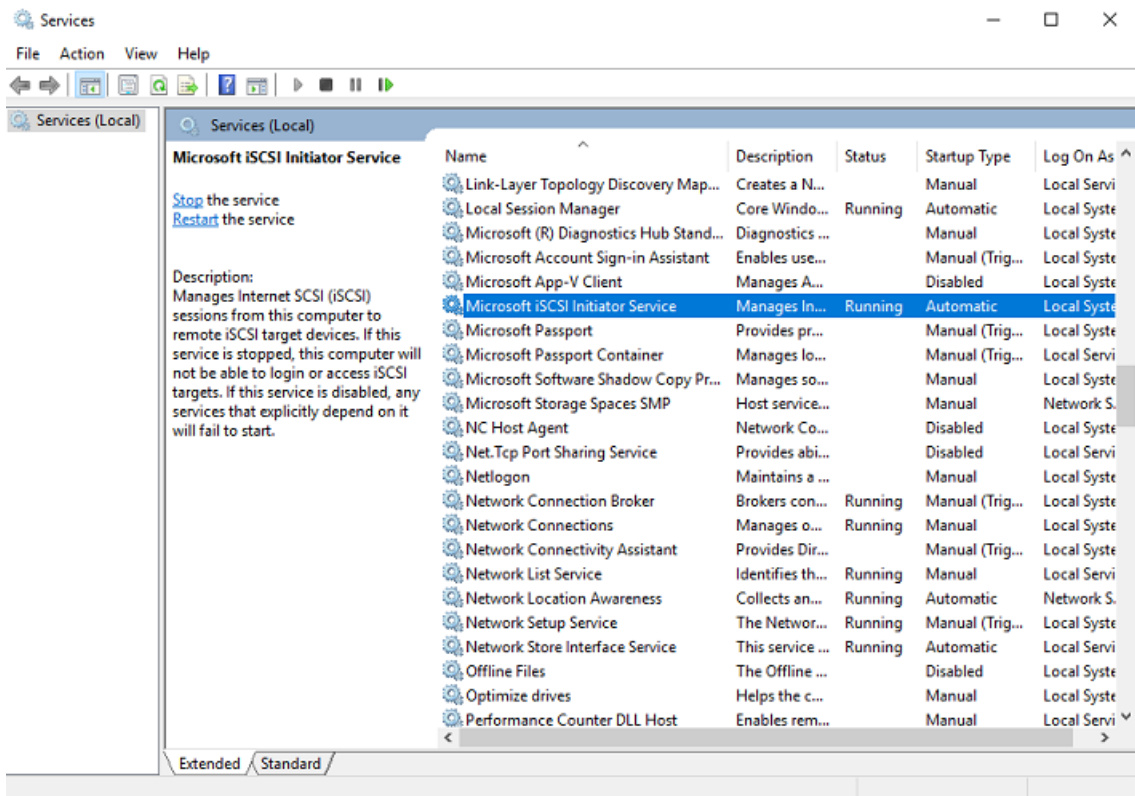 Services
File Action View Help
Services (Local)
Services (Local)
Microsoft iSCSI Initiator Service
Stop the service
Restart the service
Description:
Manages Internet SCSI (iSCSI)
sessions from this computer to
remote iSCSI target devices. If this
service is stopped, this computer will
not be able to login or access iSCSI
targets. If this service is disabled, any
services that explicitly depend on it
will fail to start.
Name Description Status Startup Type Log On As
Link-Layer Topology Discovery Map... Creates a N... Manual Local Servi
Local Session Manager Core Windo... Running Automatic Local Syste
Microsoft (R) Diagnostics Hub Stand... Diagnostics ... Manual Local Syste
Microsoft Account Sign-in Assistant Enables use... Manual (Trig... Local Syste
Microsoft App-V Client Manages A... Disabled Local Syste
Microsoft iSCSI Initiator Service Manages In... Running Automatic Local Syste
Microsoft Passport Provides pr... Manual (Trig... Local Syste
Microsoft Passport Container Manages lo... Manual (Trig... Local Servi
Microsoft Software Shadow Copy Pr... Manages so... Manual Local Syste
Microsoft Storage Spaces SMP Host service... Manual Network S.
NC Host Agent Network Co... Disabled Local Syste
Net.Tcp Port Sharing Service Provides abi... Disabled Local Servi
Netlogon Maintains a ... Manual Local Syste
Network Connection Broker Brokers con... Running Manual (Trig... Local Syste
Network Connections Manages o... Running Manual Local Syste
Network Connectivity Assistant Provides Dir... Manual (Trig... Local Syste
Network List Service Identifies th... Running Manual Local Servi
Network Location Awareness Collects an... Running Automatic Network S.
Network Setup Service The Networ... Running Manual (Trig... Local Syste
Network Store Interface Service This service ... Running Automatic Local Servi
Offline Files The Offline ... Disabled Local Syste
Optimize drives Helps the c... Manual Local Syste
Performance Counter DLL Host Enables rem... Manual Local Servi
Extended Standard